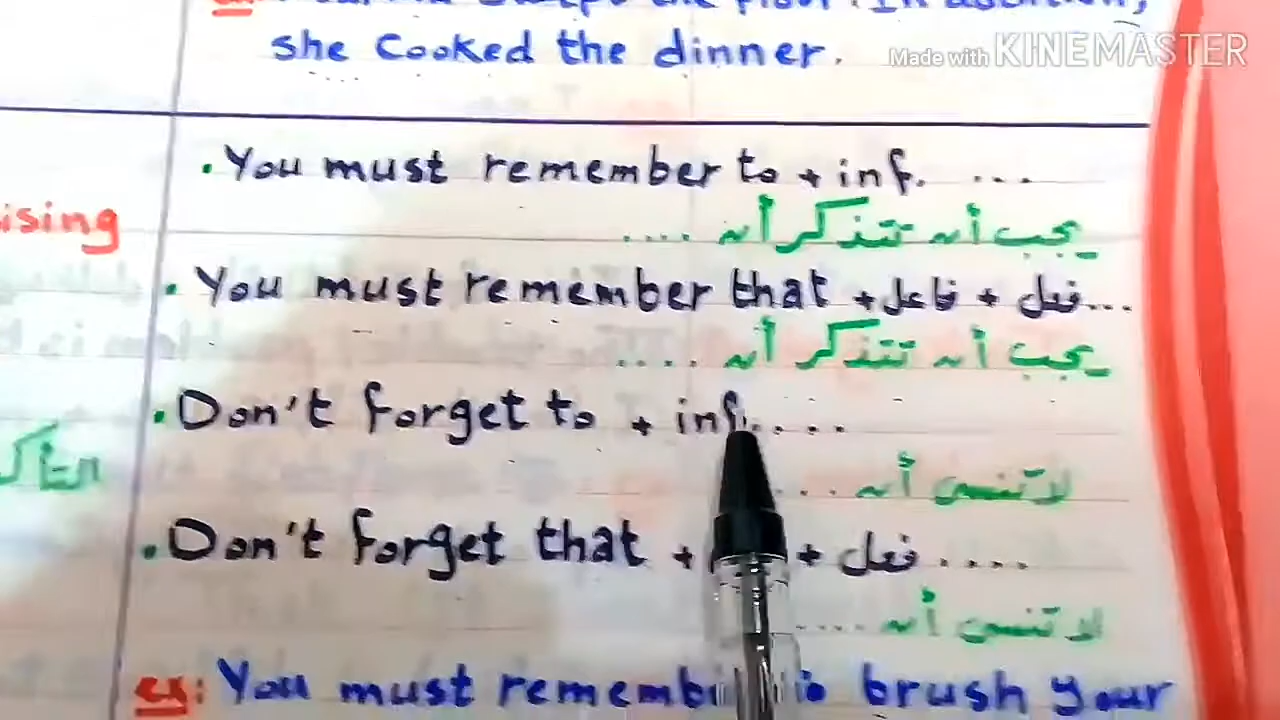 she cooked the dinner.
Made with KINEMASTER
. You must remember to + inf. ...
ising
يجب أن تتذكر أن ....
. You must remember that + فاعل + فعل...
يجب أن تتذكر أن ....
. Don't forget to + inf. ...
لا تنسى أن ...
. Don't forget that + + فعل ....
لا تنسى أن ....
ex: You must to brush your